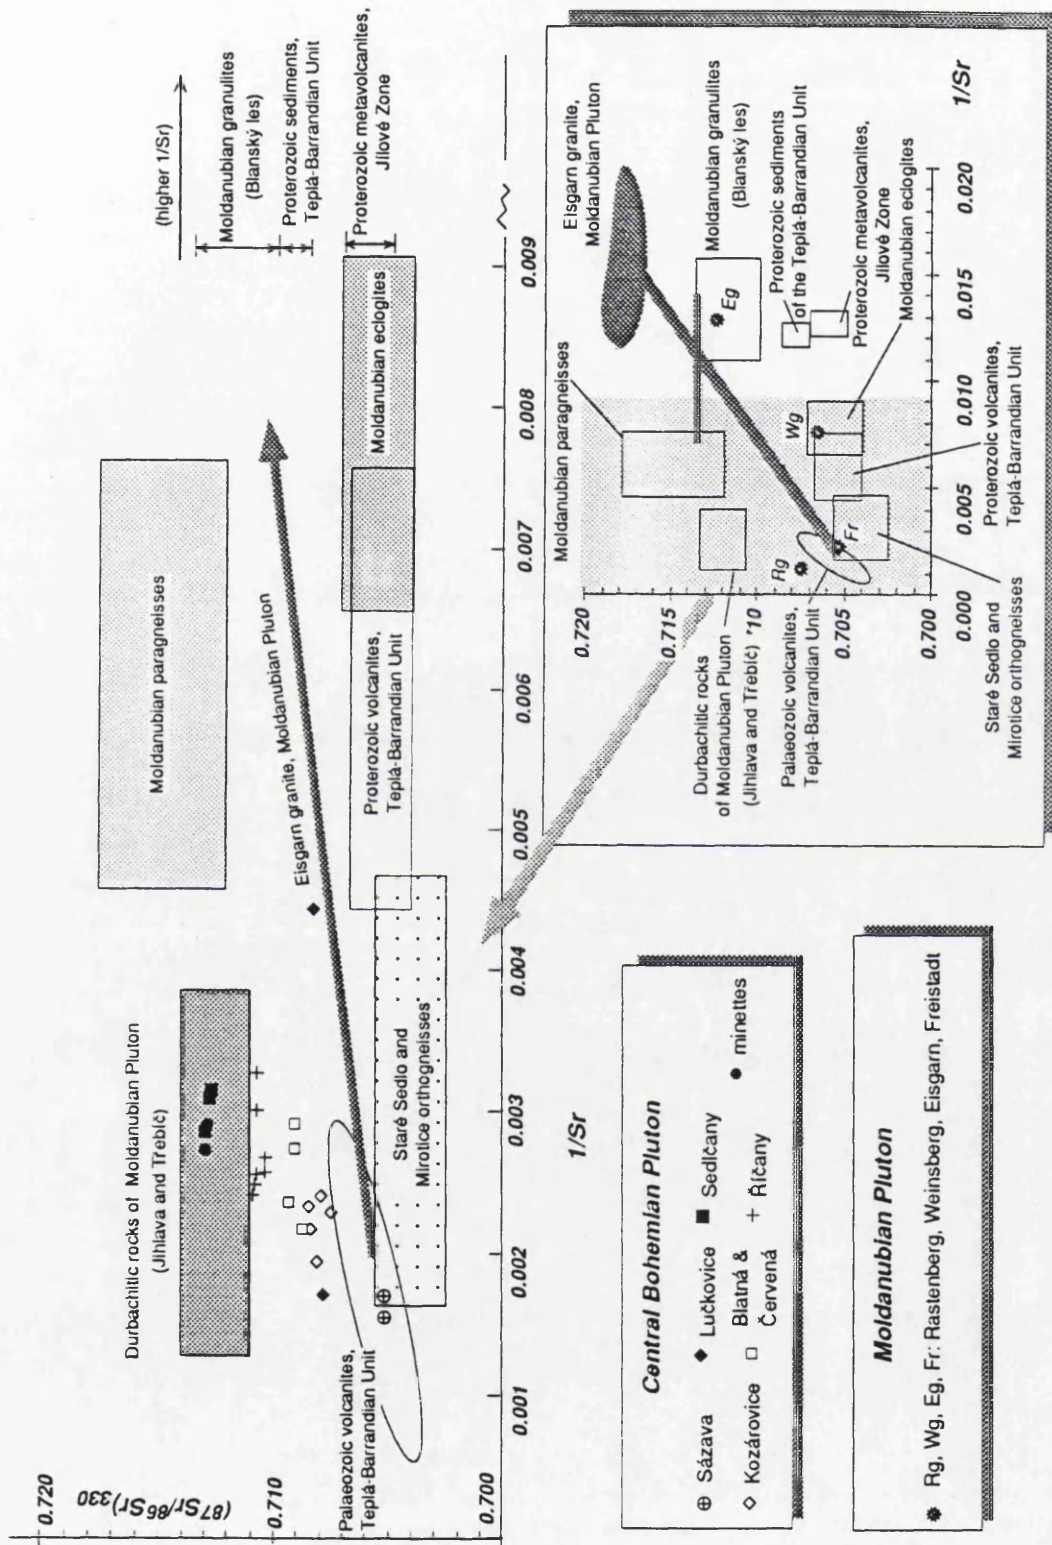 0.720
(87Sr/86Sr)330
0.710
0.700
Durbachitic rocks of Moldanubian Pluton
(Jihlava and Trebič)
Moldanubian paragneisses
(higher 1/Sr)
Moldanubian granulites
(Blanský les)
Proterozoic sediments,
Teplá-Barrandian Unit
Proterozoic metavolcanites,
Jílové Zone
Eisgarn granite, Moldanubian Pluton
Moldanubian eclogites
Proterozoic volcanites,
Teplá-Barrandian Unit
Staré Sedlo and
Mirotice orthogneisses
Palaeozoic volcanites,
Teplá-Barrandian Unit
0.001
0.002
0.003
0.004
0.005
0.006
0.007
0.008
0.009
1/Sr
Central Bohemian Pluton
Sázava
Lučkovice
Sedlčany
Kozárovice
Blatná &
Červená
Říčany
minettes
Moldanubian Pluton
Rg, Wg, Eg, Fr: Rastenberg, Weinsberg, Eisgarn, Freistadt
Moldanubian paragneisses
Eisgarn granite,
Moldanubian Pluton
Moldanubian granulites
(Blanský les)
Proterozoic sediments
of the Teplá-Barrandian Unit
Proterozoic metavolcanites,
Jílové Zone
Moldanubian eclogites
Durbachitic rocks
of Moldanubian Pluton
(Jihlava and Třebíč)
Palaeozoic volcanites,
Teplá-Barrandian Unit
0.720
0.715
'10
0.705
0.700
Rg
Fr
Wg
Eg
0.000
0.005
0.010
0.015
0.020
1/Sr
Staré Sedlo and
Mirotice orthogneisses
Proterozoic volcanites,
Teplá-Barrandian Unit